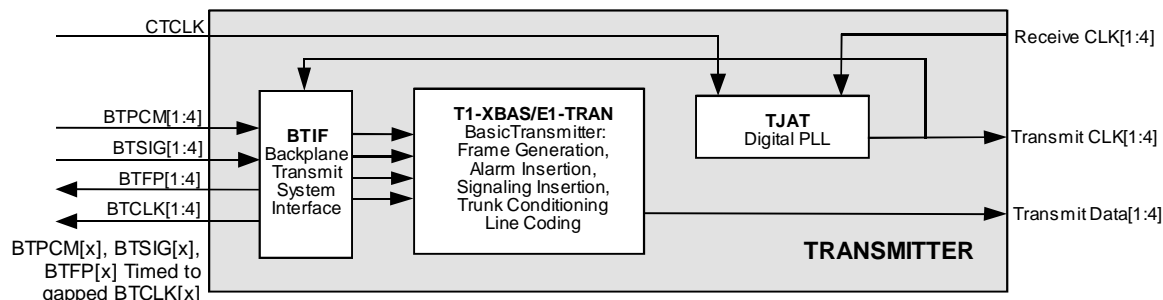 CTCLK
Receive CLK[1:4]
BTPCM[1:4]
BTSIG[1:4]
BTFP[1:4]
BTCLK[1:4]
BTIF
Backplane
Transmit
System
Interface
T1-XBAS/E1-TRAN
BasicTransmitter:
Frame Generation,
Alarm Insertion,
Signaling Insertion,
Trunk Conditioning
Line Coding
TJAT
Digital PLL
Transmit CLK[1:4]
Transmit Data[1:4]
TRANSMITTER
BTPCM[x], BTSIG[x],
BTFP[x] Timed to
gapped BTCLK[x]